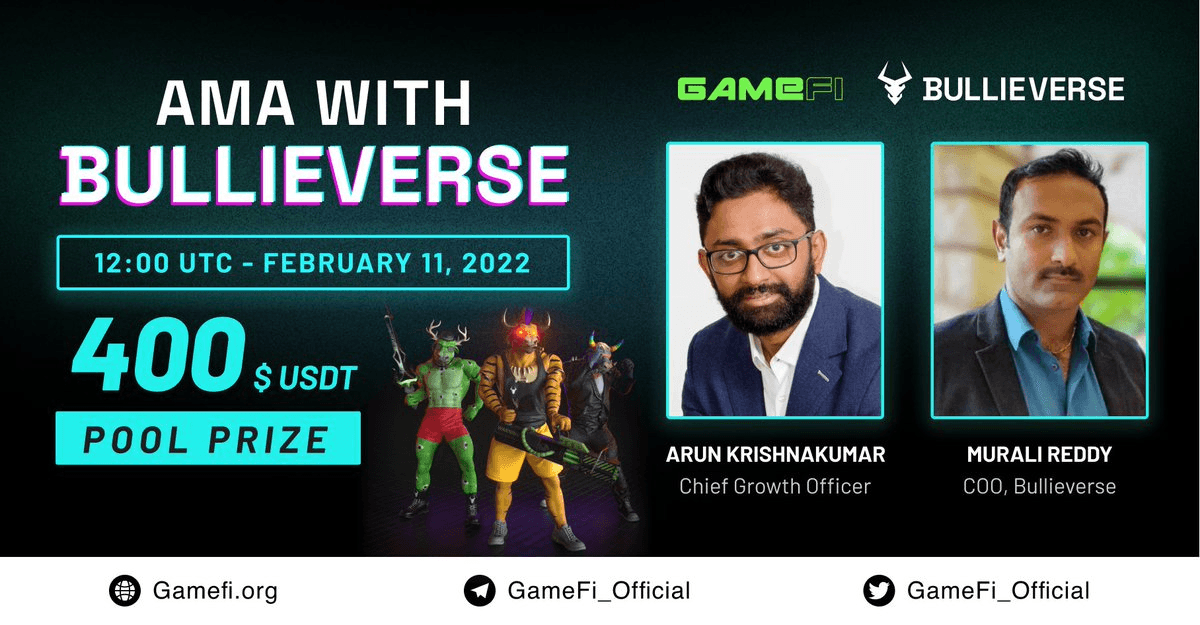 AMA WITH
BULLIEVERSE
12:00 UTC - FEBRUARY 11, 2022
400 $ USDT
POOL PRIZE
GAMEFI
BULLIEVERSE
ARUN KRISHNAKUMAR
Chief Growth Officer
MURALI REDDY
COO, Bullieverse
Gamefi.org
GameFi_Official
GameFi_Official